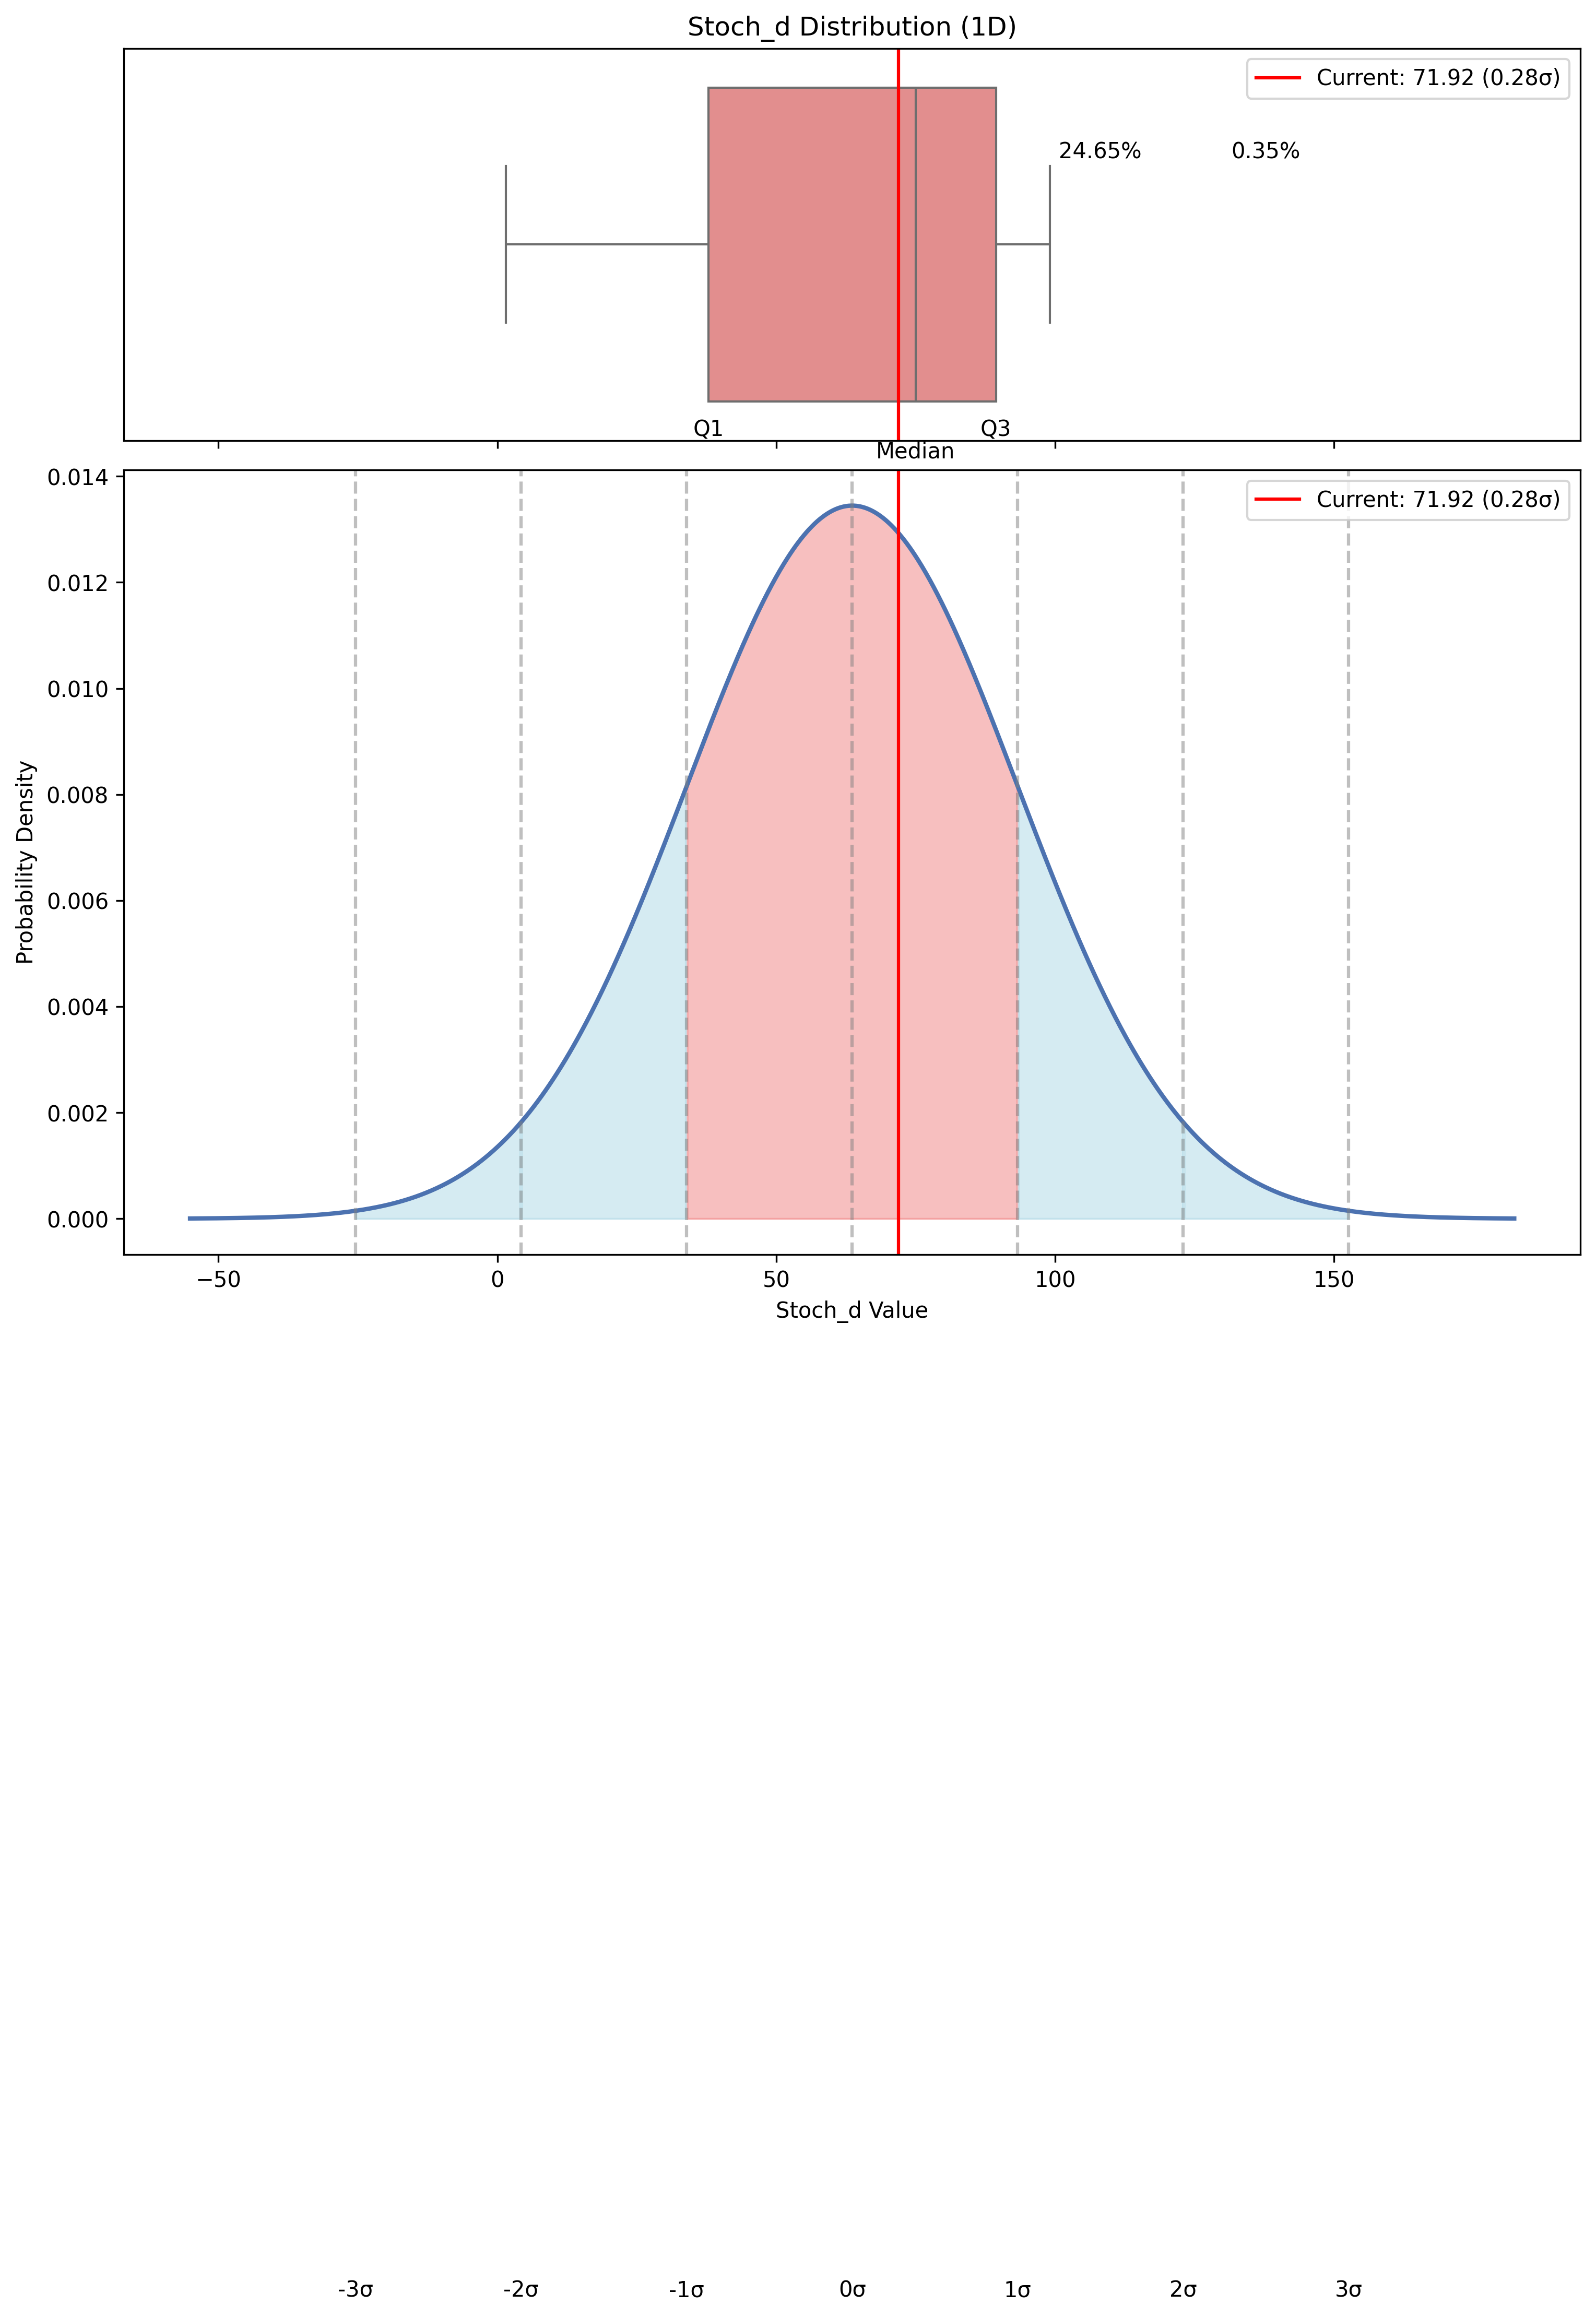 Stoch_d Distribution (1D)
Current: 71.92 (0.28σ)
24.65% 0.35%
Q1 Q3
Median
Current: 71.92 (0.28σ)
0.014
0.012
0.010
0.008
0.006
0.004
0.002
0.000
Probability Density
−50 0 50 100 150
Stoch_d Value
-3σ -2σ -1σ 0σ 1σ 2σ 3σ